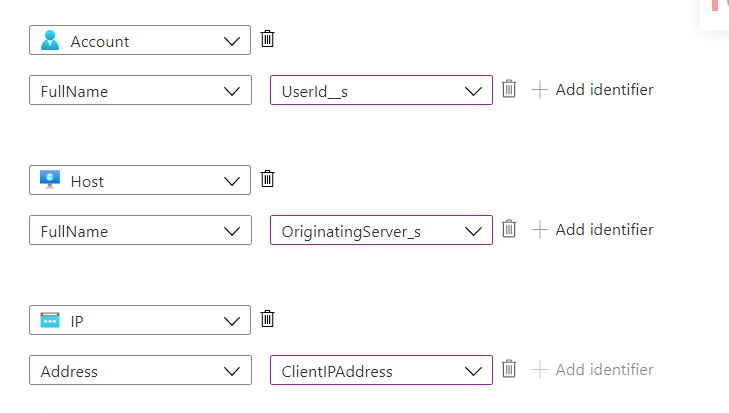 Account
FullName UserId__s Add identifier
Host
FullName OriginatingServer_s Add identifier
IP
Address ClientIPAddress Add identifier